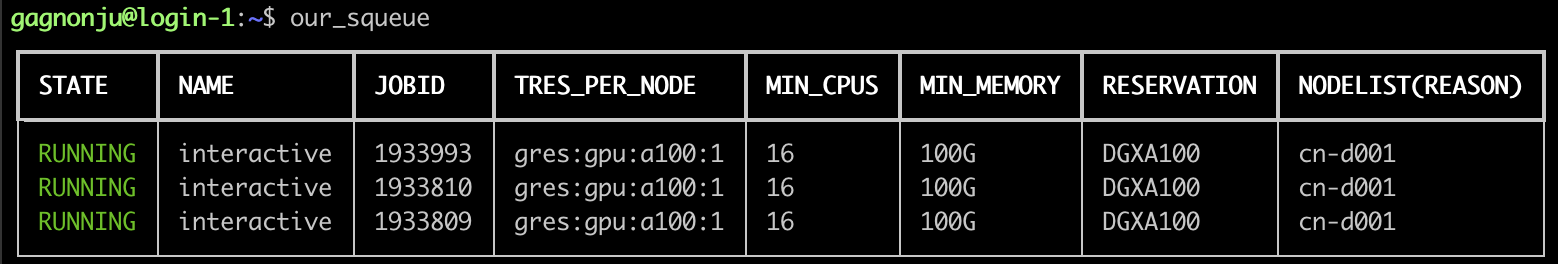 gagnonju@login-1:~$ our_squeue
STATE NAME JOBID TRES_PER_NODE MIN_CPUS MIN_MEMORY RESERVATION NODELIST(REASON)
RUNNING interactive 1933993 gres:gpu:a100:1 16 100G DGXA100 cn-d001
RUNNING interactive 1933810 gres:gpu:a100:1 16 100G DGXA100 cn-d001
RUNNING interactive 1933809 gres:gpu:a100:1 16 100G DGXA100 cn-d001